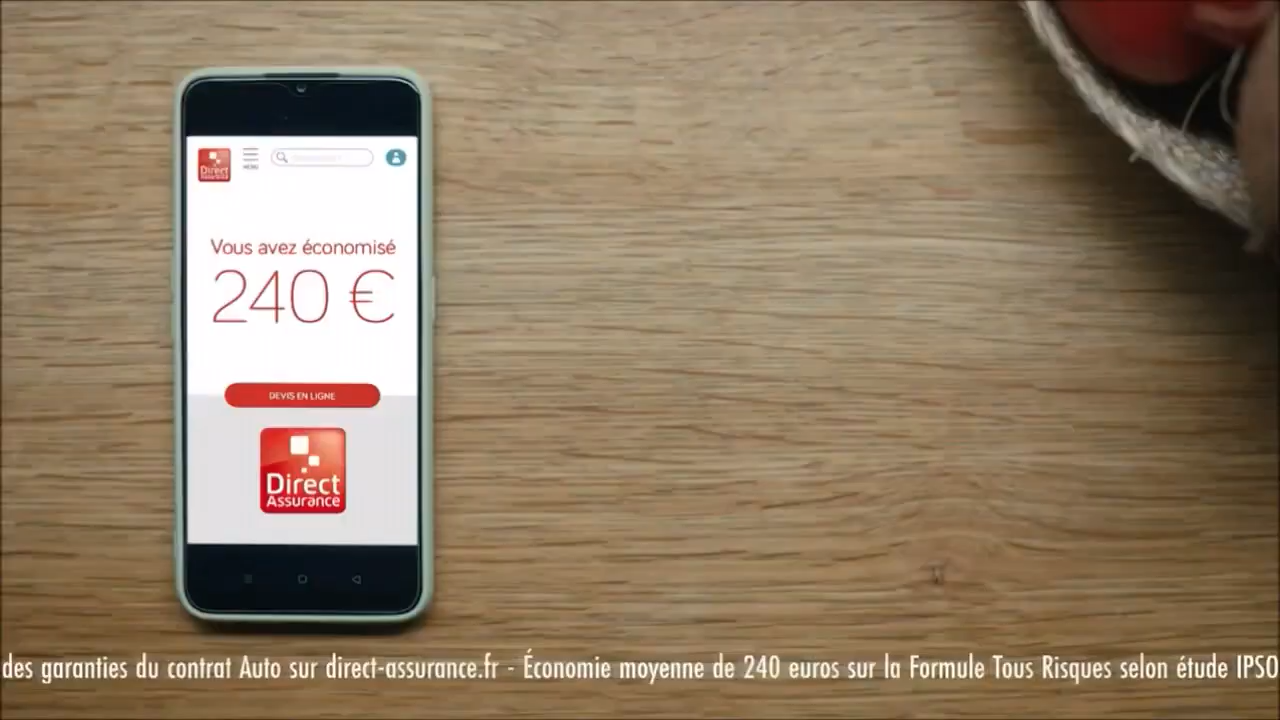 Direct
Assurance
MENU
Vous avez économisé
240 €
DEVIS EN LIGNE
Direct
Assurance
des garanties du contrat Auto sur direct-assurance.fr - Économie moyenne de 240 euros sur la Formule Tous Risques selon étude IPSO